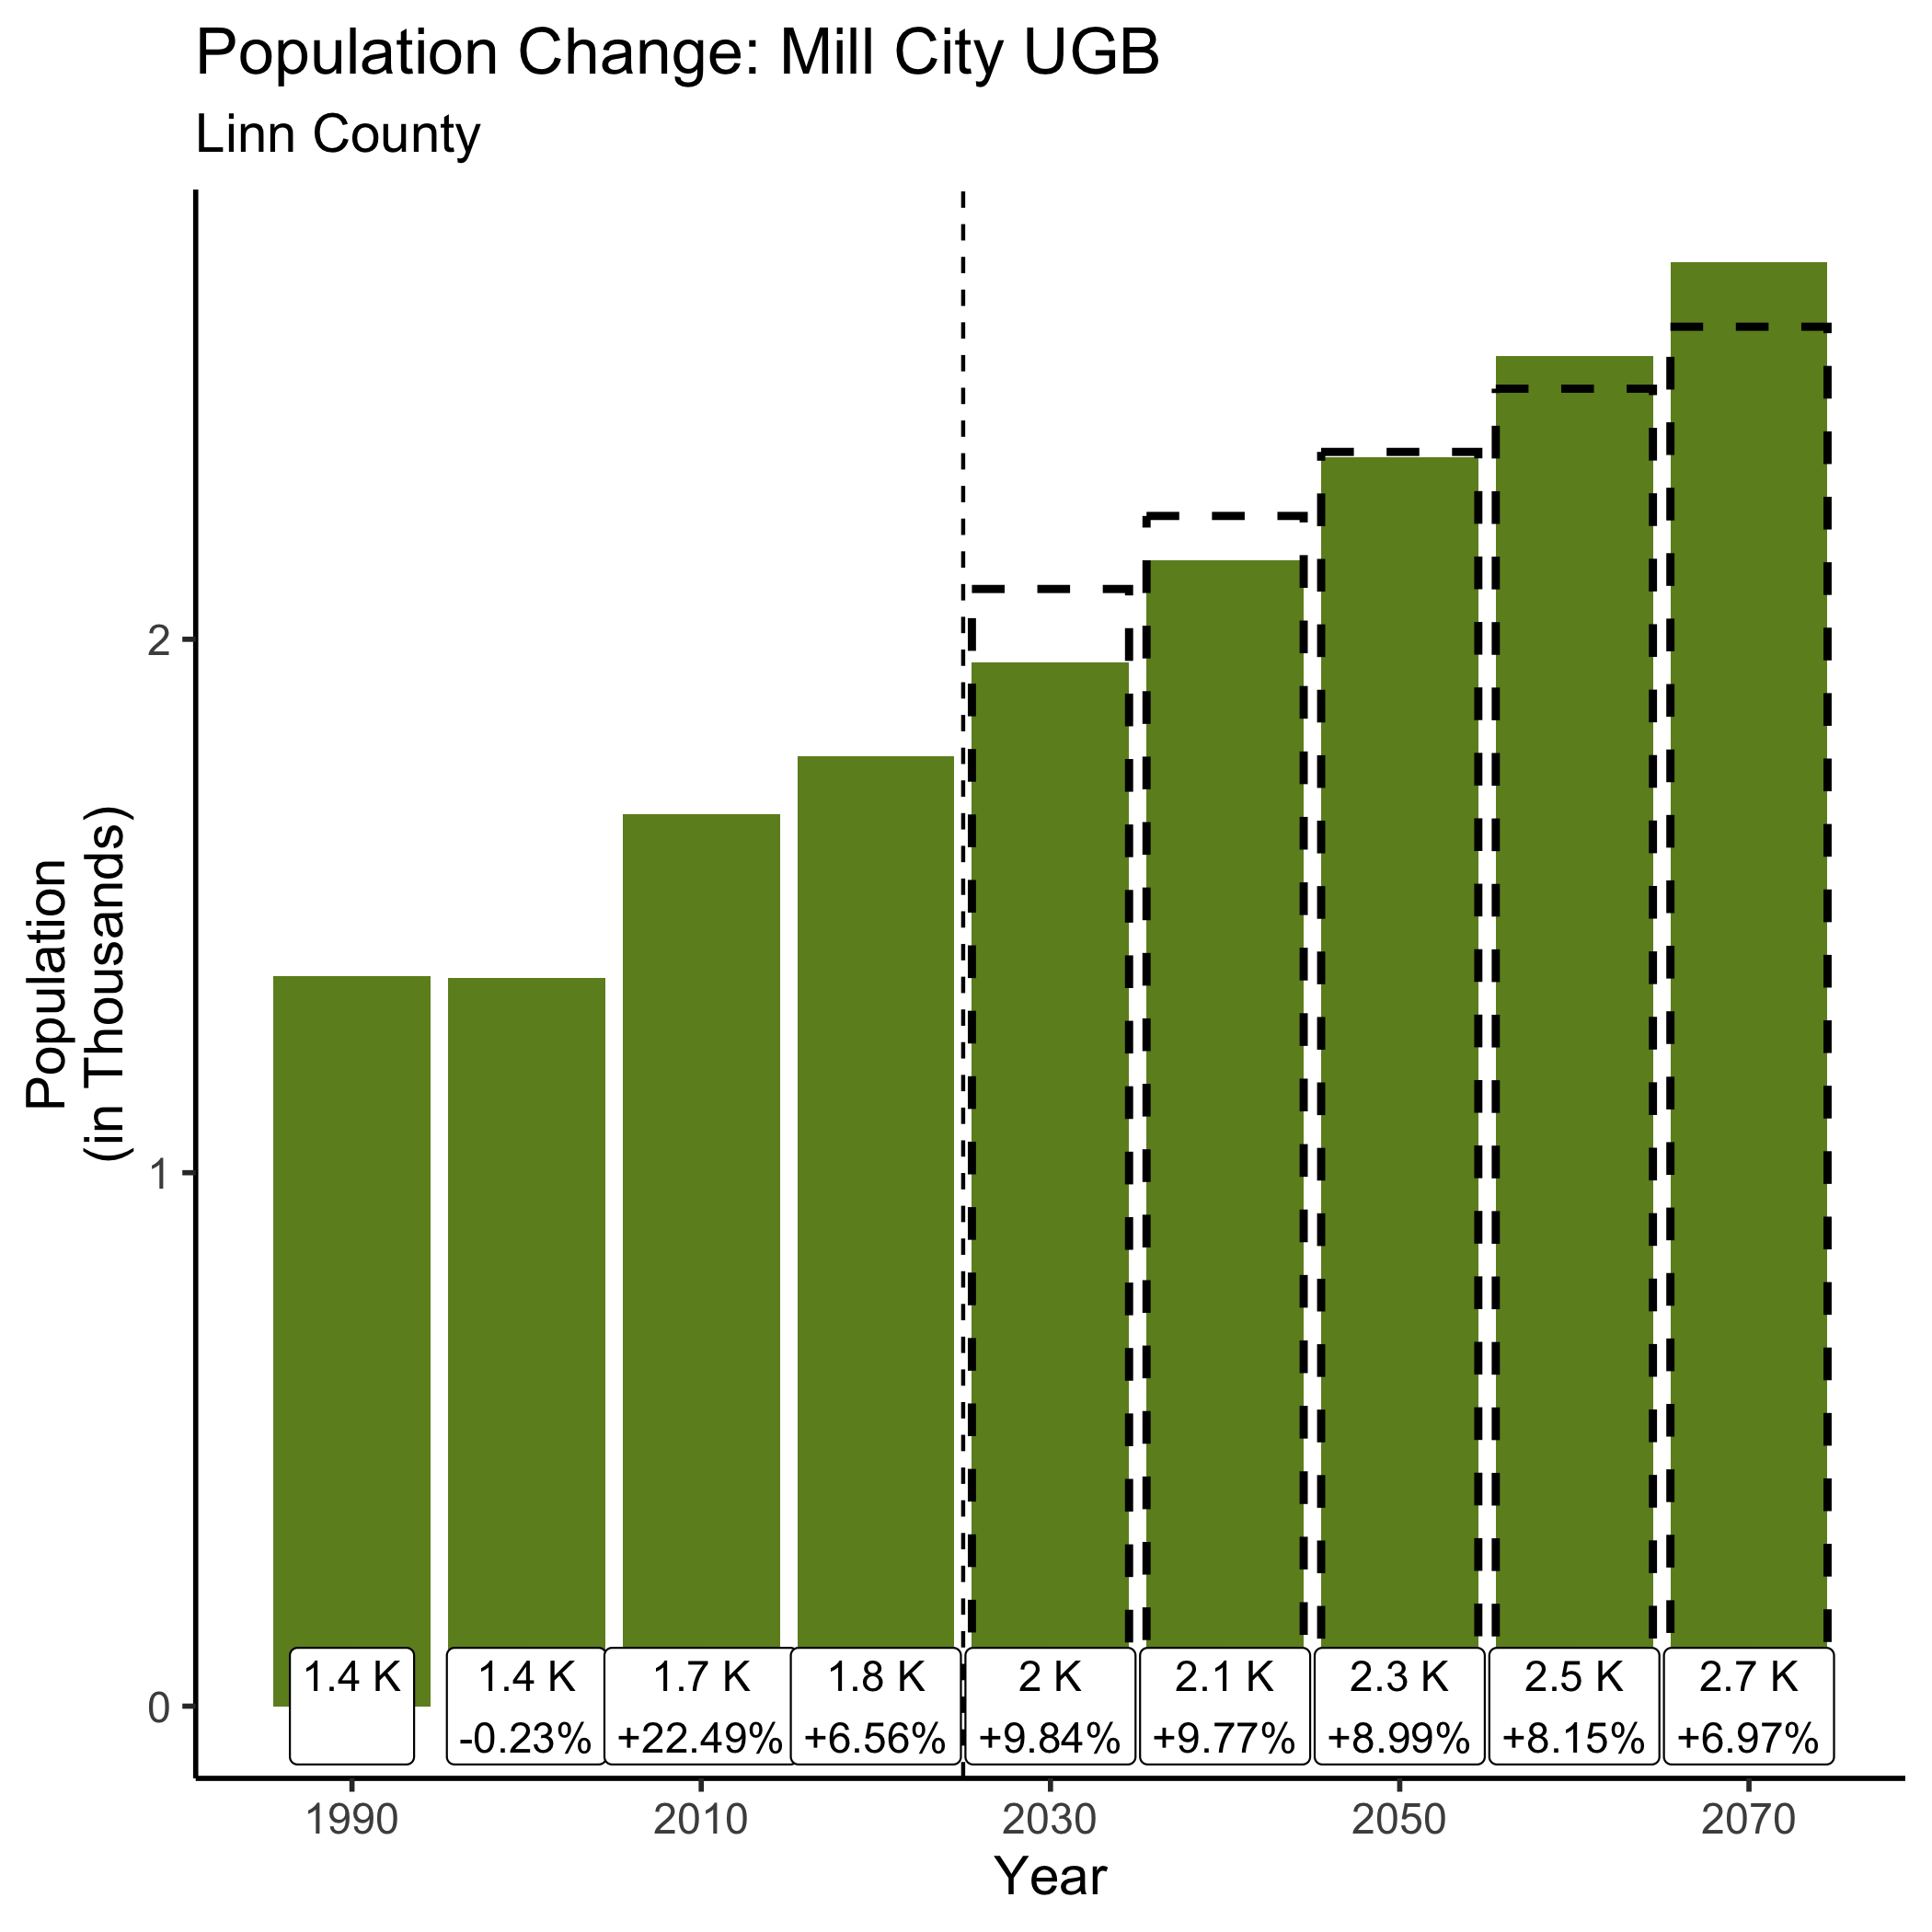 Population Change: Mill City UGB
Linn County
Population
(in Thousands)
2
1
0
1.4 K
1.4 K
-0.23%
1.7 K
+22.49%
1.8 K
+6.56%
2 K
+9.84%
2.1 K
+9.77%
2.3 K
+8.99%
2.5 K
+8.15%
2.7 K
+6.97%
1990
2010
2030
2050
2070
Year